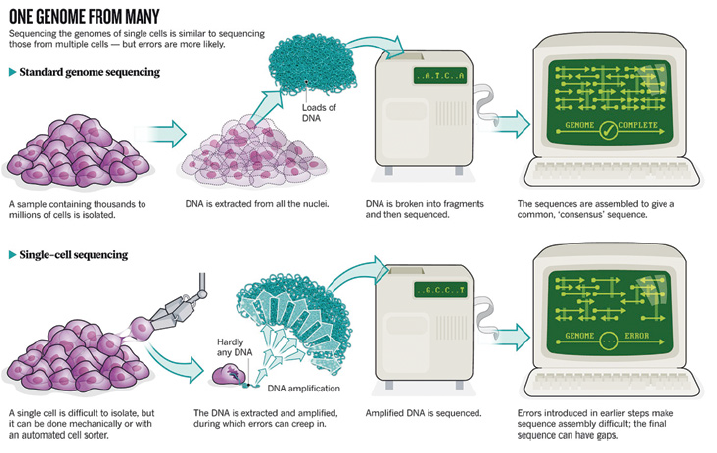 ONE GENOME FROM MANY
Sequencing the genomes of single cells is similar to sequencing
those from multiple cells — but errors are more likely.
Standard genome sequencing
Loads of
DNA
..A.T.C..A
GENOME COMPLETE
A sample containing thousands to
millions of cells is isolated.
DNA is extracted from all the nuclei.
DNA is broken into fragments
and then sequenced.
The sequences are assembled to give a
common, ‘consensus’ sequence.
Single-cell sequencing
Hardly
any DNA
DNA amplification
..G.C.C..T
GENOME ... ERROR
A single cell is difficult to isolate, but
it can be done mechanically or with
an automated cell sorter.
The DNA is extracted and amplified,
during which errors can creep in.
Amplified DNA is sequenced.
Errors introduced in earlier steps make
sequence assembly difficult; the final
sequence can have gaps.